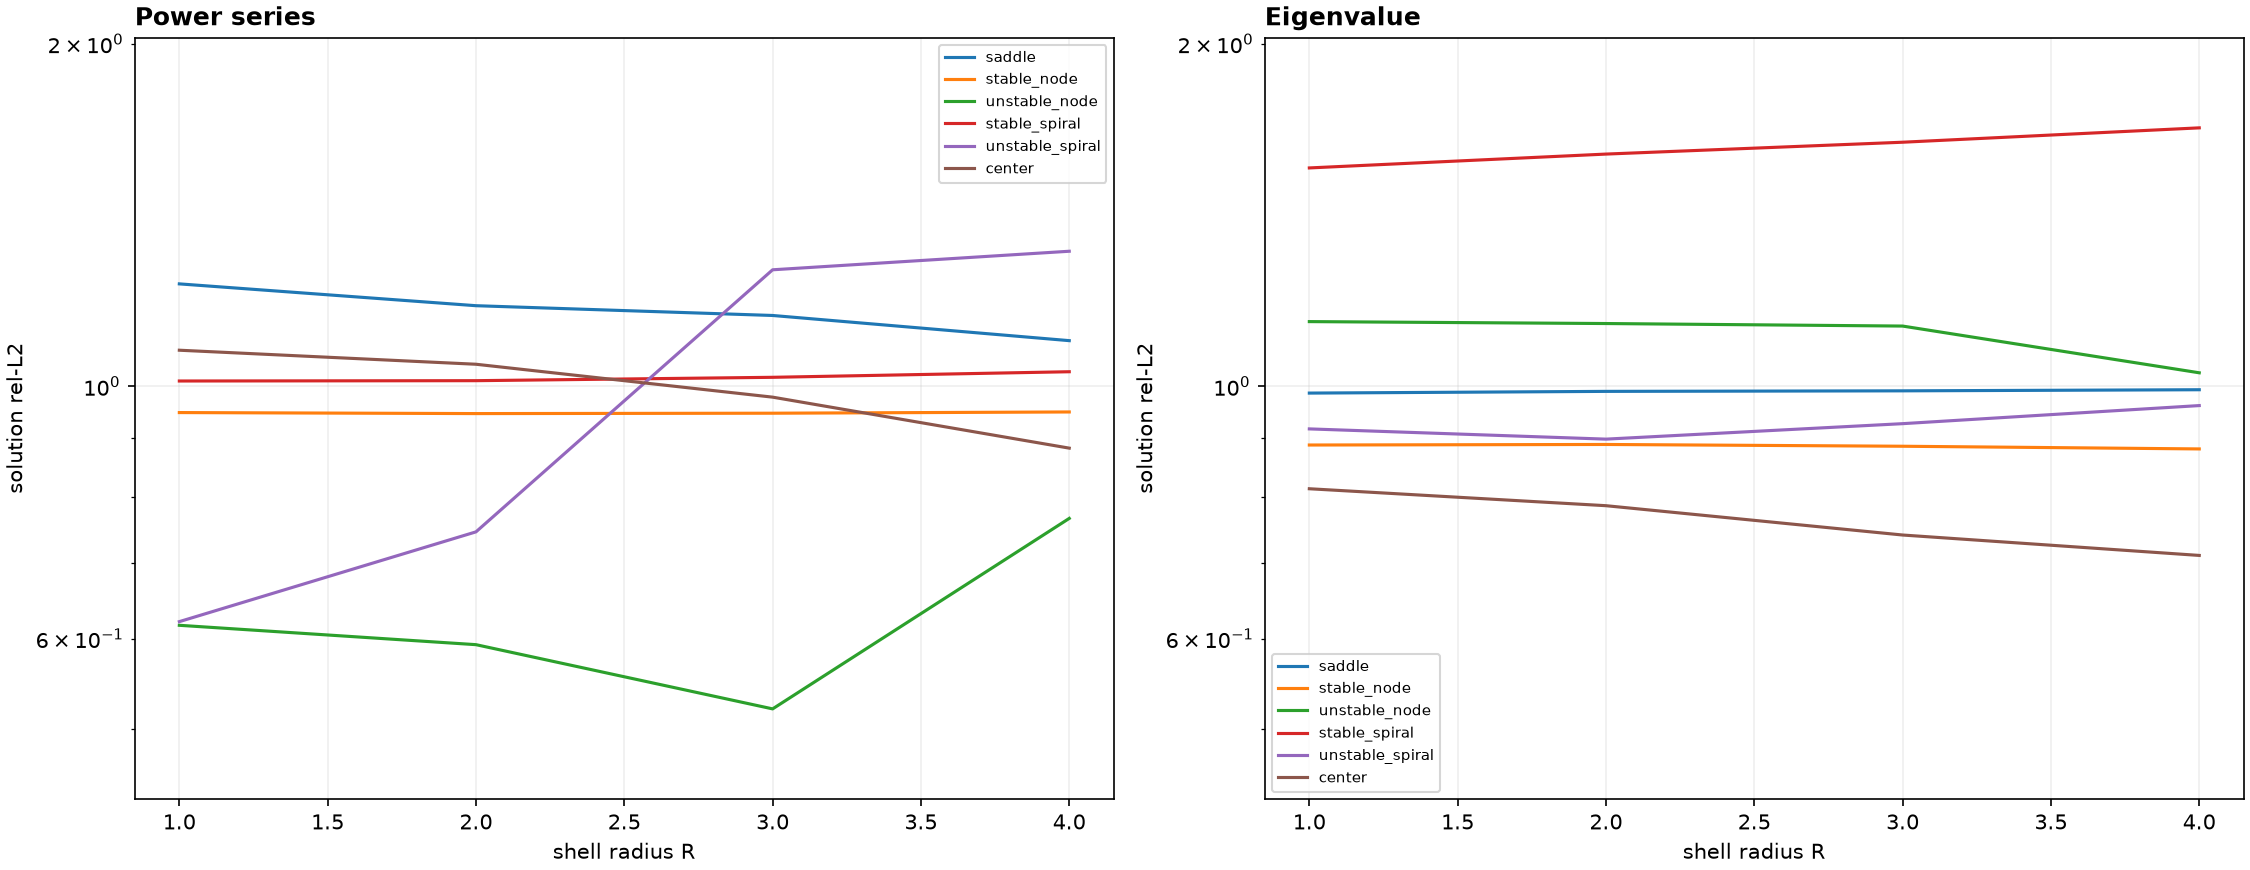 Power series
2 × 10⁰
10⁰
6 × 10⁻¹
solution rel-L2
saddle
stable_node
unstable_node
stable_spiral
unstable_spiral
center
1.0 1.5 2.0 2.5 3.0 3.5 4.0
shell radius R
Eigenvalue
2 × 10⁰
10⁰
6 × 10⁻¹
solution rel-L2
saddle
stable_node
unstable_node
stable_spiral
unstable_spiral
center
1.0 1.5 2.0 2.5 3.0 3.5 4.0
shell radius R